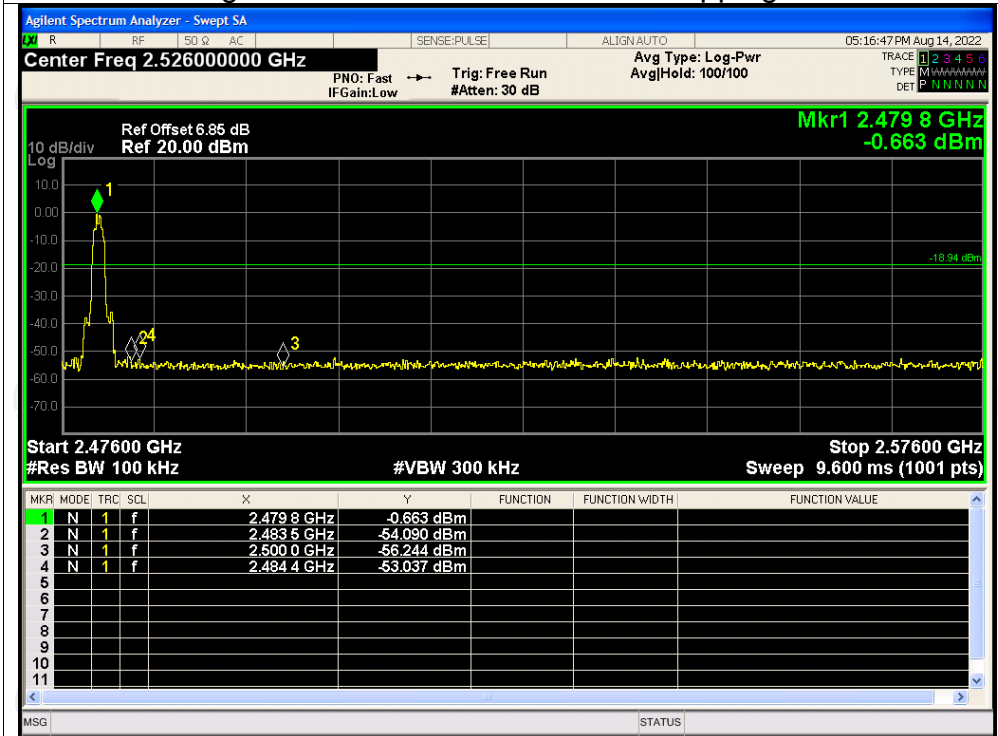 Agilent Spectrum Analyzer - Swept SA
LXI R RF 50 Ω AC SENSE:PULSE ALIGN AUTO 05:16:47 PM Aug 14, 2022
Center Freq 2.526000000 GHz
PNO: Fast
IFGain:Low
Trig: Free Run
#Atten: 30 dB
Avg Type: Log-Pwr
Avg|Hold: 100/100
TRACE 1 2 3 4 5 6
TYPE M
DET P N N N N N
Ref Offset 6.85 dB
10 dB/div Ref 20.00 dBm
Log
Mkr1 2.479 8 GHz
-0.663 dBm
10.0
0.00
-10.0
-20.0
-30.0
-40.0
-50.0
-60.0
-70.0
1
-18.94 dBm
2 4
3
Start 2.47600 GHz Stop 2.57600 GHz
#Res BW 100 kHz #VBW 300 kHz Sweep 9.600 ms (1001 pts)
MKR MODE TRC SCL X Y FUNCTION FUNCTION WIDTH FUNCTION VALUE
1 N 1 f 2.479 8 GHz -0.663 dBm
2 N 1 f 2.483 5 GHz -54.090 dBm
3 N 1 f 2.500 0 GHz -56.244 dBm
4 N 1 f 2.484 4 GHz -53.037 dBm
5
6
7
8
9
10
11
MSG STATUS